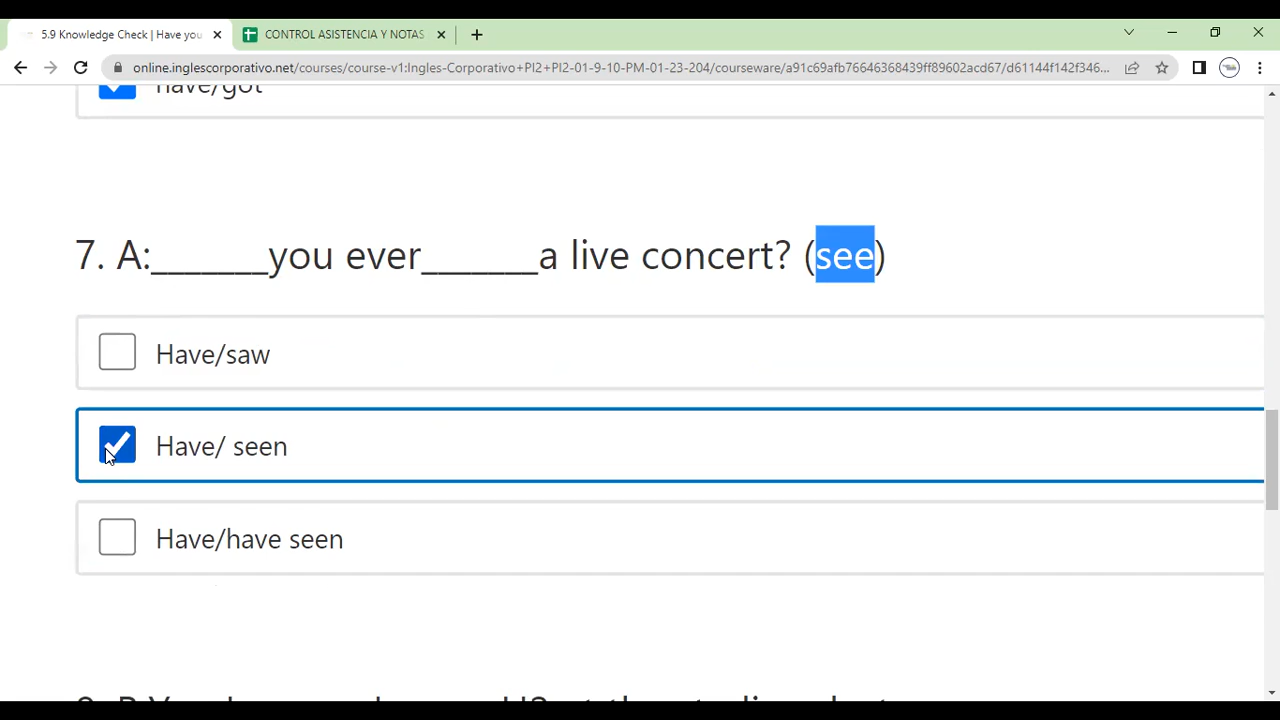 5.9 Knowledge Check | Have you
CONTROL ASISTENCIA Y NOTAS
online.inglescorporativo.net/courses/course-v1:Ingles-Corporativo+PI2+PI2-01-9-10-PM-01-23-204/courseware/a91c69afb76646368439ff89602acd67/d61144f142f346...
have/got
7. A:_______you ever_______a live concert? (see)
Have/saw
Have/ seen
Have/have seen